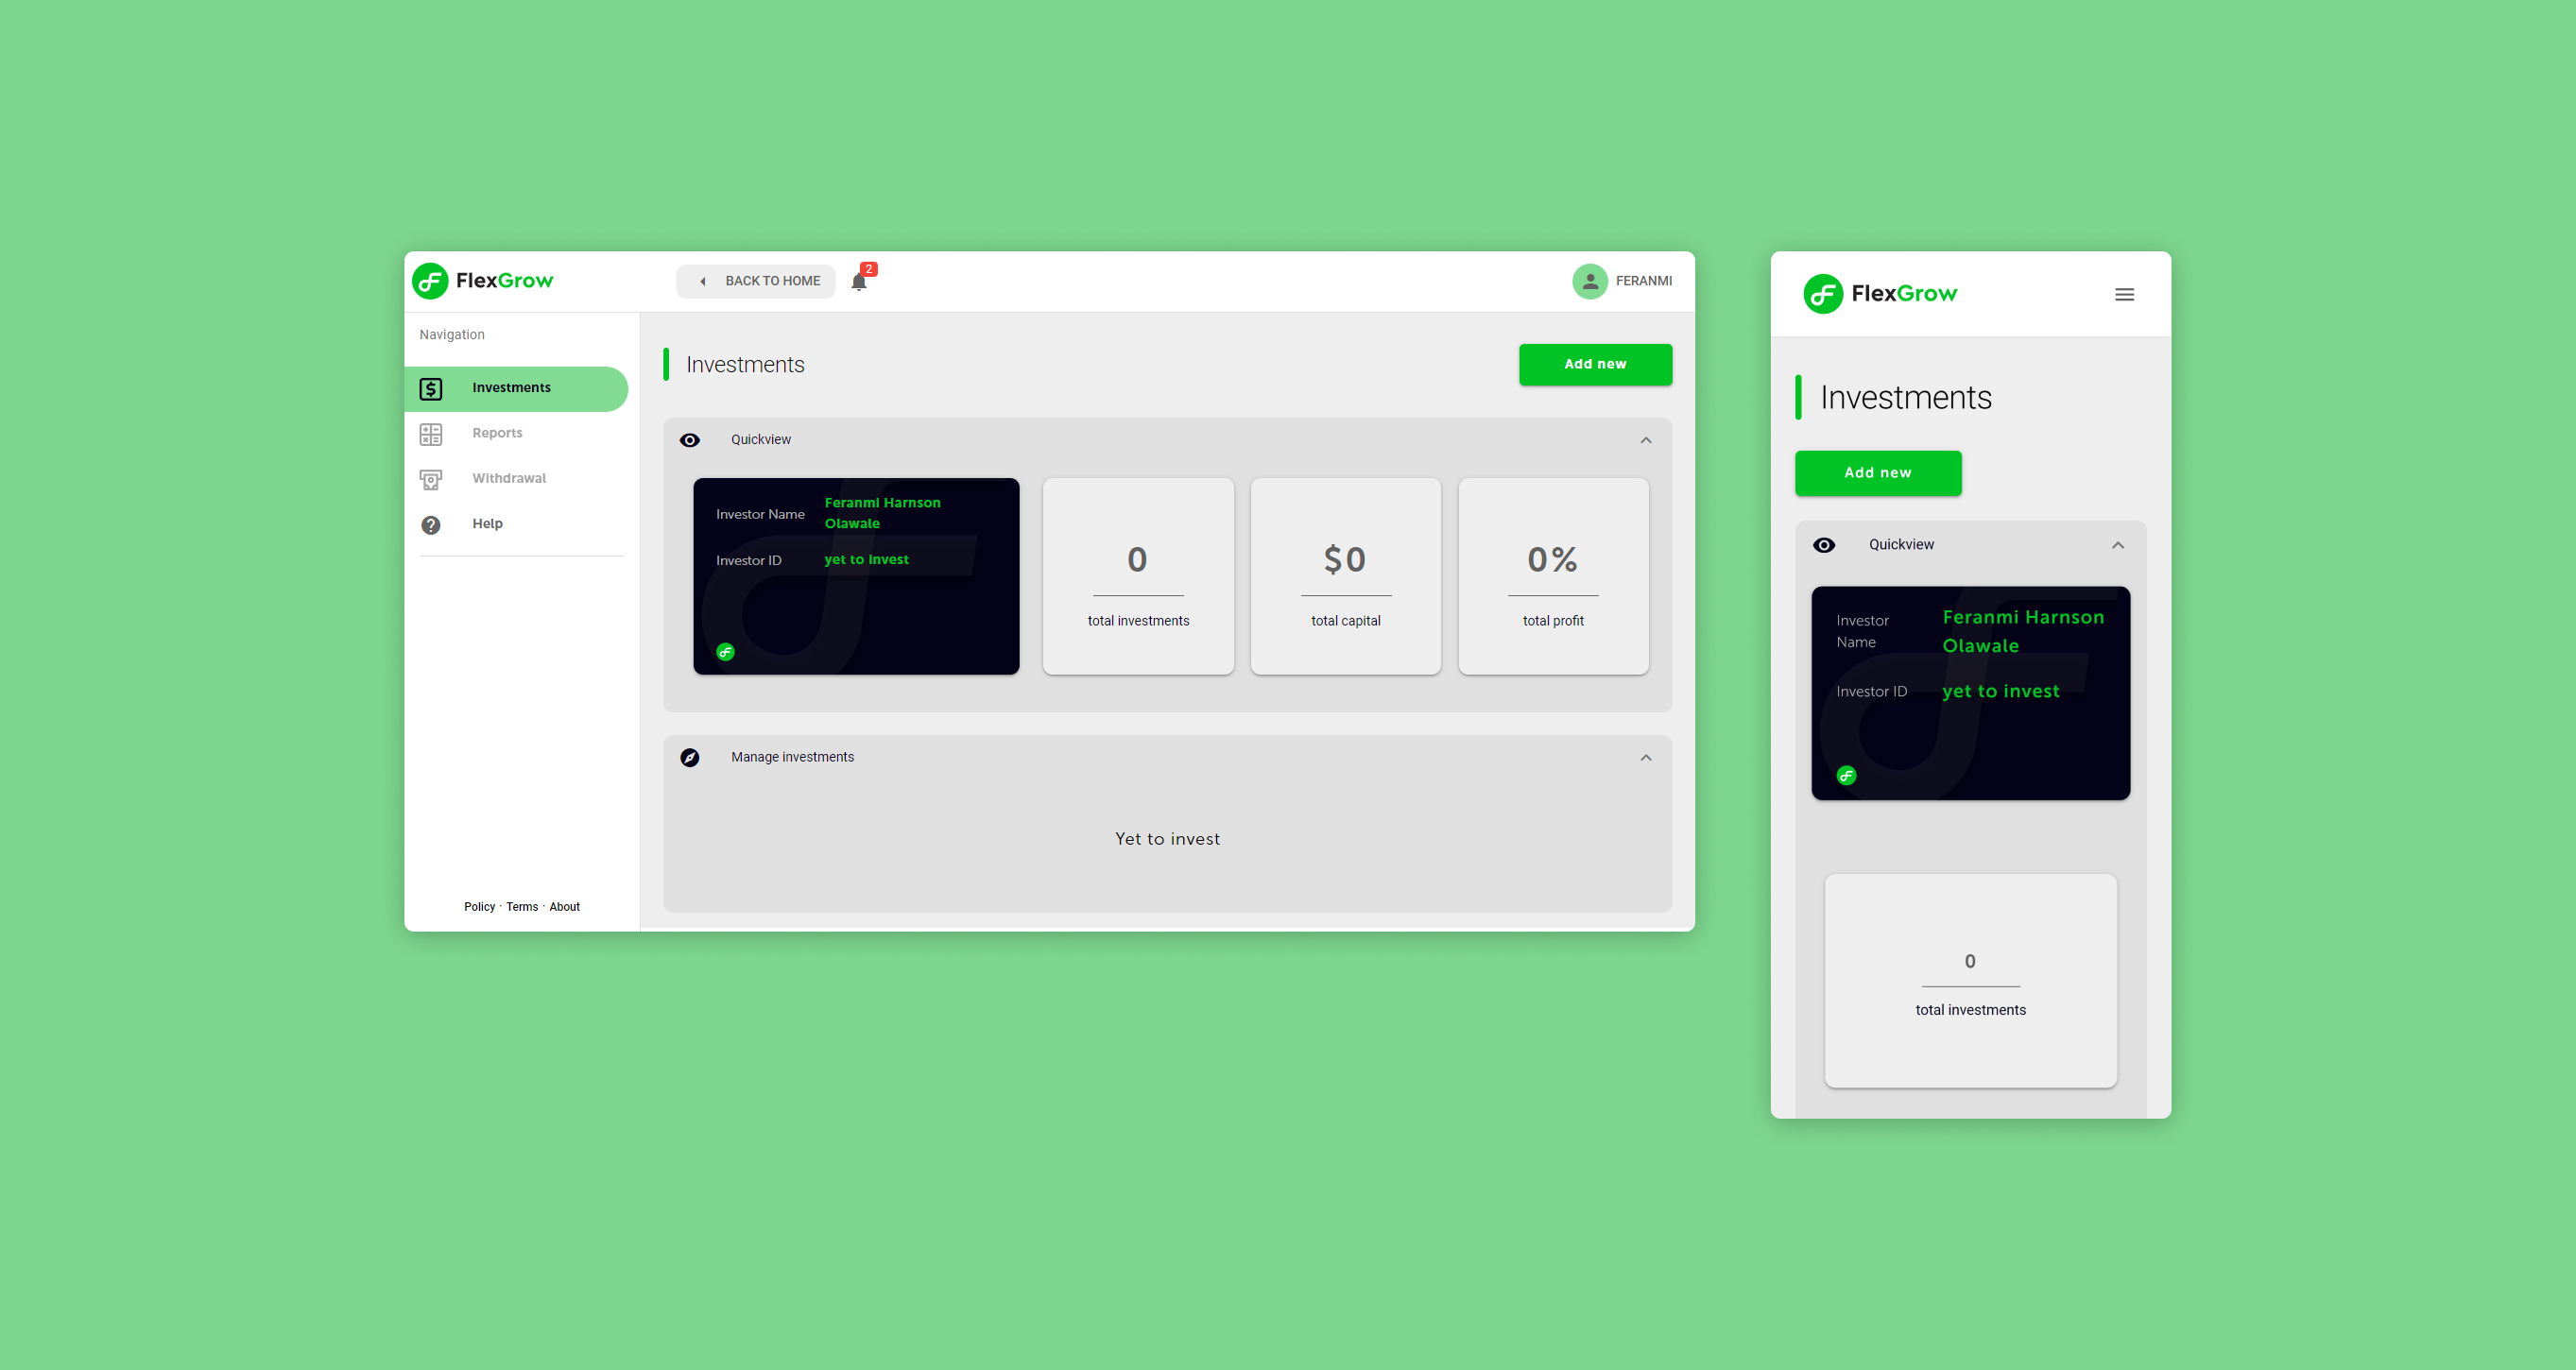 FlexGrow
BACK TO HOME
2
FERANMI
Navigation
Investments
Reports
Withdrawal
Help
Policy · Terms · About
Investments
Add new
Quickview
Investor Name
Feranmi Harnson
Olawale
Investor ID
yet to invest
0
total investments
$0
total capital
0%
total profit
Manage investments
Yet to invest
FlexGrow
Investments
Add new
Quickview
Investor
Name
Feranmi Harnson
Olawale
Investor ID
yet to invest
0
total investments